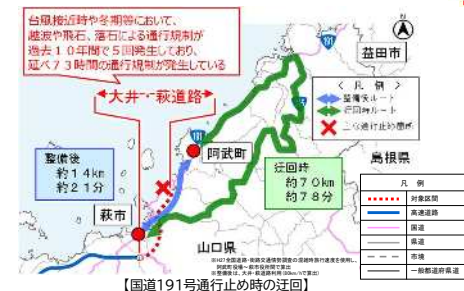 台風接近時や冬期等において、
越波や飛石、落石による通行規制が
過去10年間で5回発生しており、
延べ73時間の通行規制が発生している
大井・萩道路
益田市
191
191
<凡 例>
整備後ルート
迂回時ルート
主な通行止め箇所
阿武町
島根県
整備後
約14km
約21分
迂回時
約70km
約78分
萩市
山口県
凡 例
対象区間
高速道路
国道
県道
市境
一般都道府県道
【国道191号通行止め時の迂回】